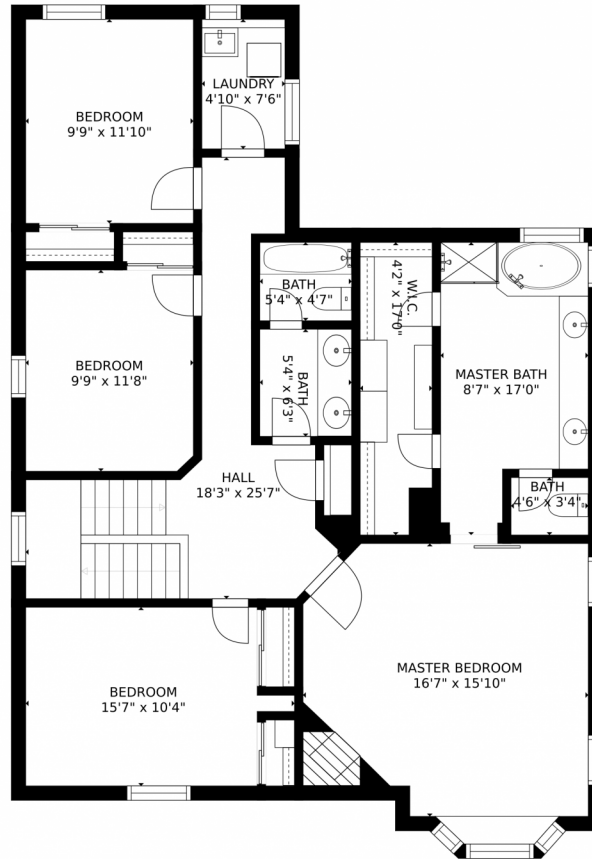 BEDROOM
9'9" x 11'10"
LAUNDRY
4'10" x 7'6"
BATH
5'4" x 4'7"
W.I.C.
4'2" x 17'0"
BEDROOM
9'9" x 11'8"
BATH
5'4" x 6'3"
MASTER BATH
8'7" x 17'0"
HALL
18'3" x 25'7"
BATH
4'6" x 3'4"
MASTER BEDROOM
16'7" x 15'10"
BEDROOM
15'7" x 10'4"